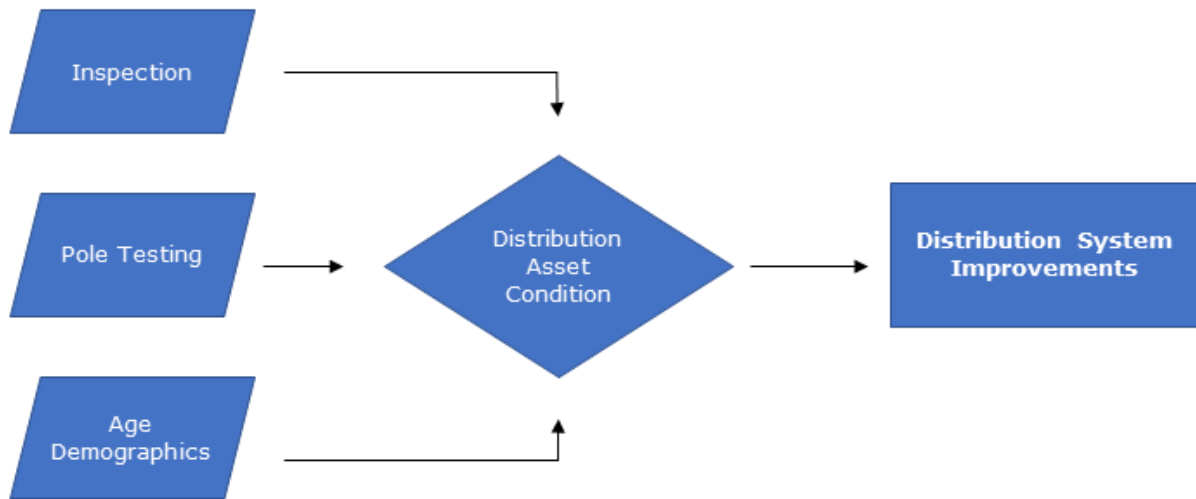 Inspection
Pole Testing
Age
Demographics
Distribution
Asset
Condition
Distribution System
Improvements